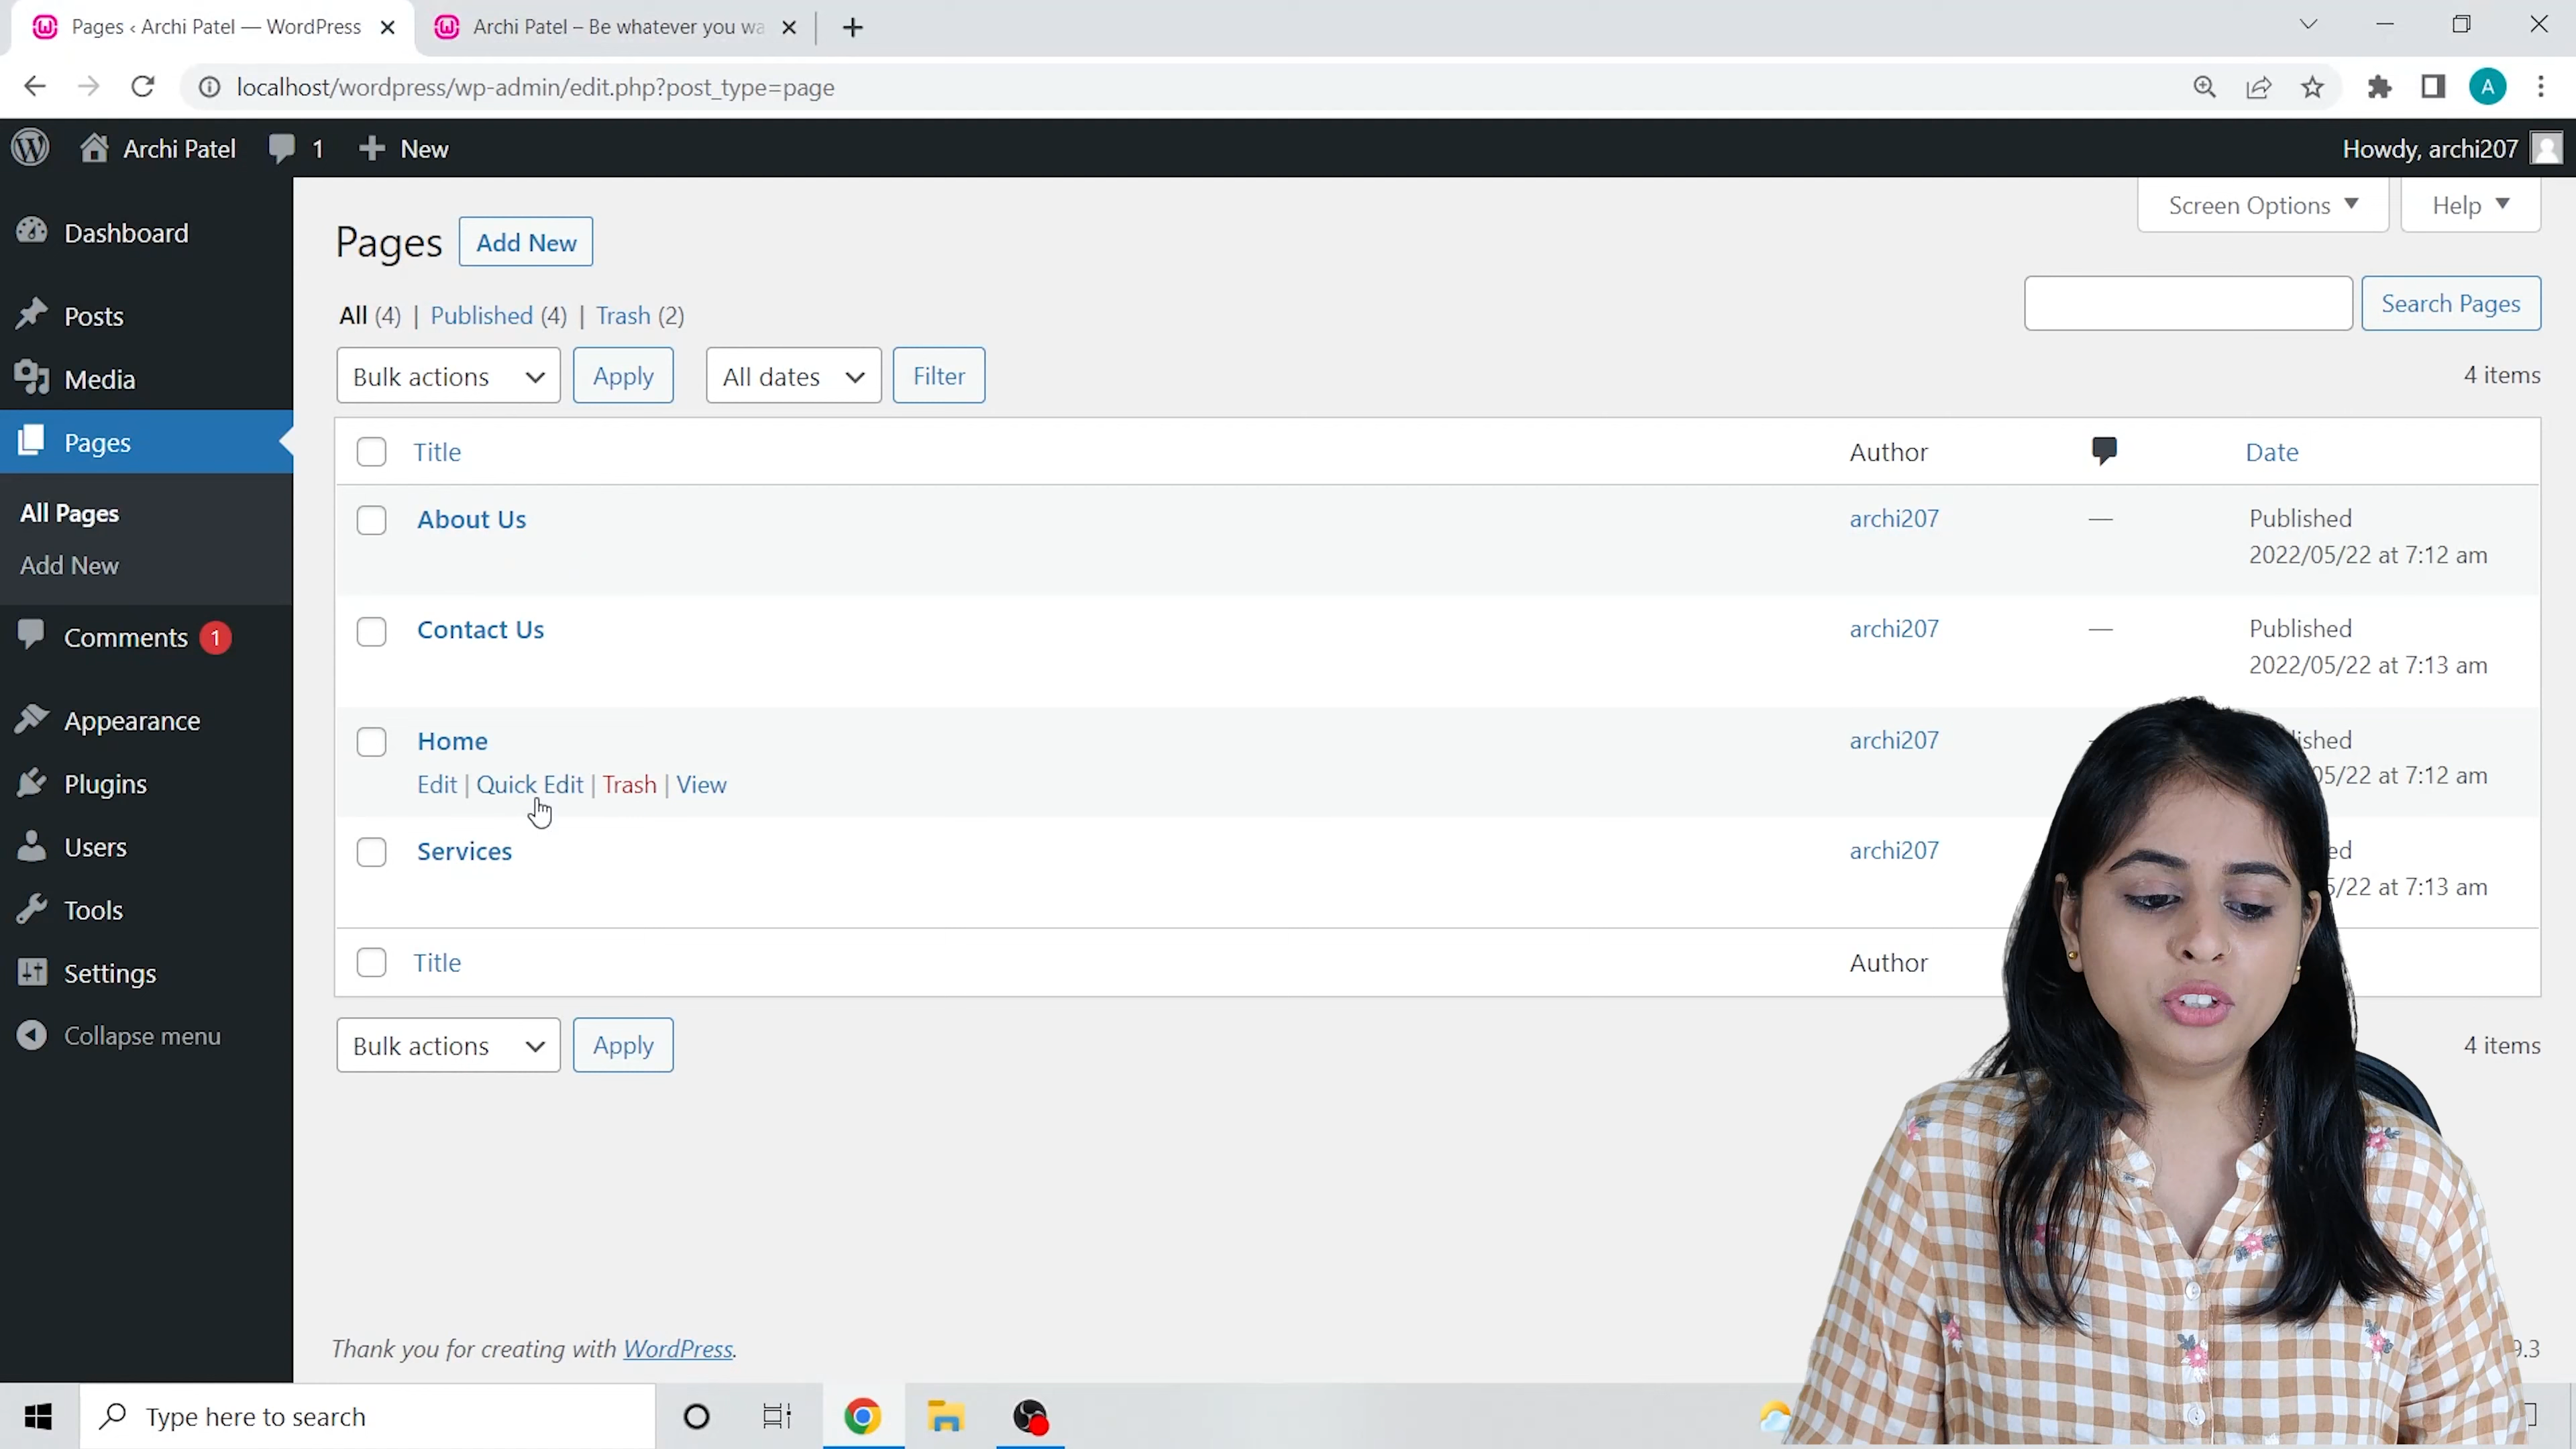 Pages ‹ Archi Patel — WordPress
Archi Patel – Be whatever you wa
localhost/wordpress/wp-admin/edit.php?post_type=page
A
Archi Patel 1 New
Howdy, archi207
Screen Options Help
Dashboard
Posts
Media
Pages
All Pages
Add New
Comments 1
Appearance
Plugins
Users
Tools
Settings
Collapse menu
Pages Add New
All (4) | Published (4) | Trash (2)
Search Pages
Bulk actions Apply All dates Filter
4 items
Title Author Date
About Us archi207 — Published
2022/05/22 at 7:12 am
Contact Us archi207 — Published
2022/05/22 at 7:13 am
Home archi207
Edit | Quick Edit | Trash | View
at 7:12 am
Services archi207
at 7:13 am
Title Author
Bulk actions Apply
4 items
Thank you for creating with WordPress.
Type here to search